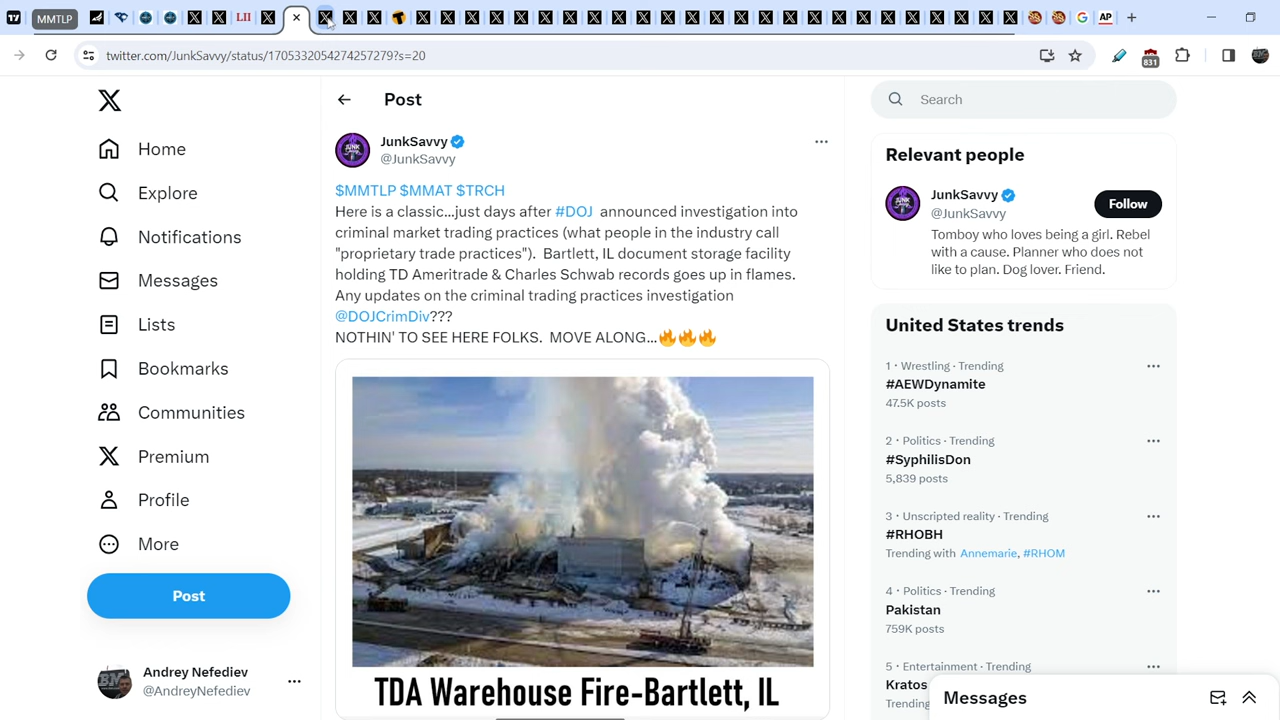 MMTLP
LII
AP
twitter.com/JunkSavvy/status/1705332054274257279?s=20
831
Home
Explore
Notifications
Messages
Lists
Bookmarks
Communities
Premium
Profile
More
Post
Andrey Nefediev
@AndreyNefediev
Post
JunkSavvy
@JunkSavvy
$MMTLP $MMAT $TRCH
Here is a classic...just days after #DOJ announced investigation into
criminal market trading practices (what people in the industry call
"proprietary trade practices"). Bartlett, IL document storage facility
holding TD Ameritrade & Charles Schwab records goes up in flames.
Any updates on the criminal trading practices investigation
@DOJCrimDiv???
NOTHIN' TO SEE HERE FOLKS. MOVE ALONG...🔥🔥🔥
TDA Warehouse Fire-Bartlett, IL
Search
Relevant people
JunkSavvy
@JunkSavvy
Follow
Tomboy who loves being a girl. Rebel
with a cause. Planner who does not
like to plan. Dog lover. Friend.
United States trends
1 · Wrestling · Trending
#AEWDynamite
47.5K posts
2 · Politics · Trending
#SyphilisDon
5,839 posts
3 · Unscripted reality · Trending
#RHOBH
Trending with Annemarie, #RHOM
4 · Politics · Trending
Pakistan
759K posts
5 · Entertainment · Trending
Kratos
Trending
Messages